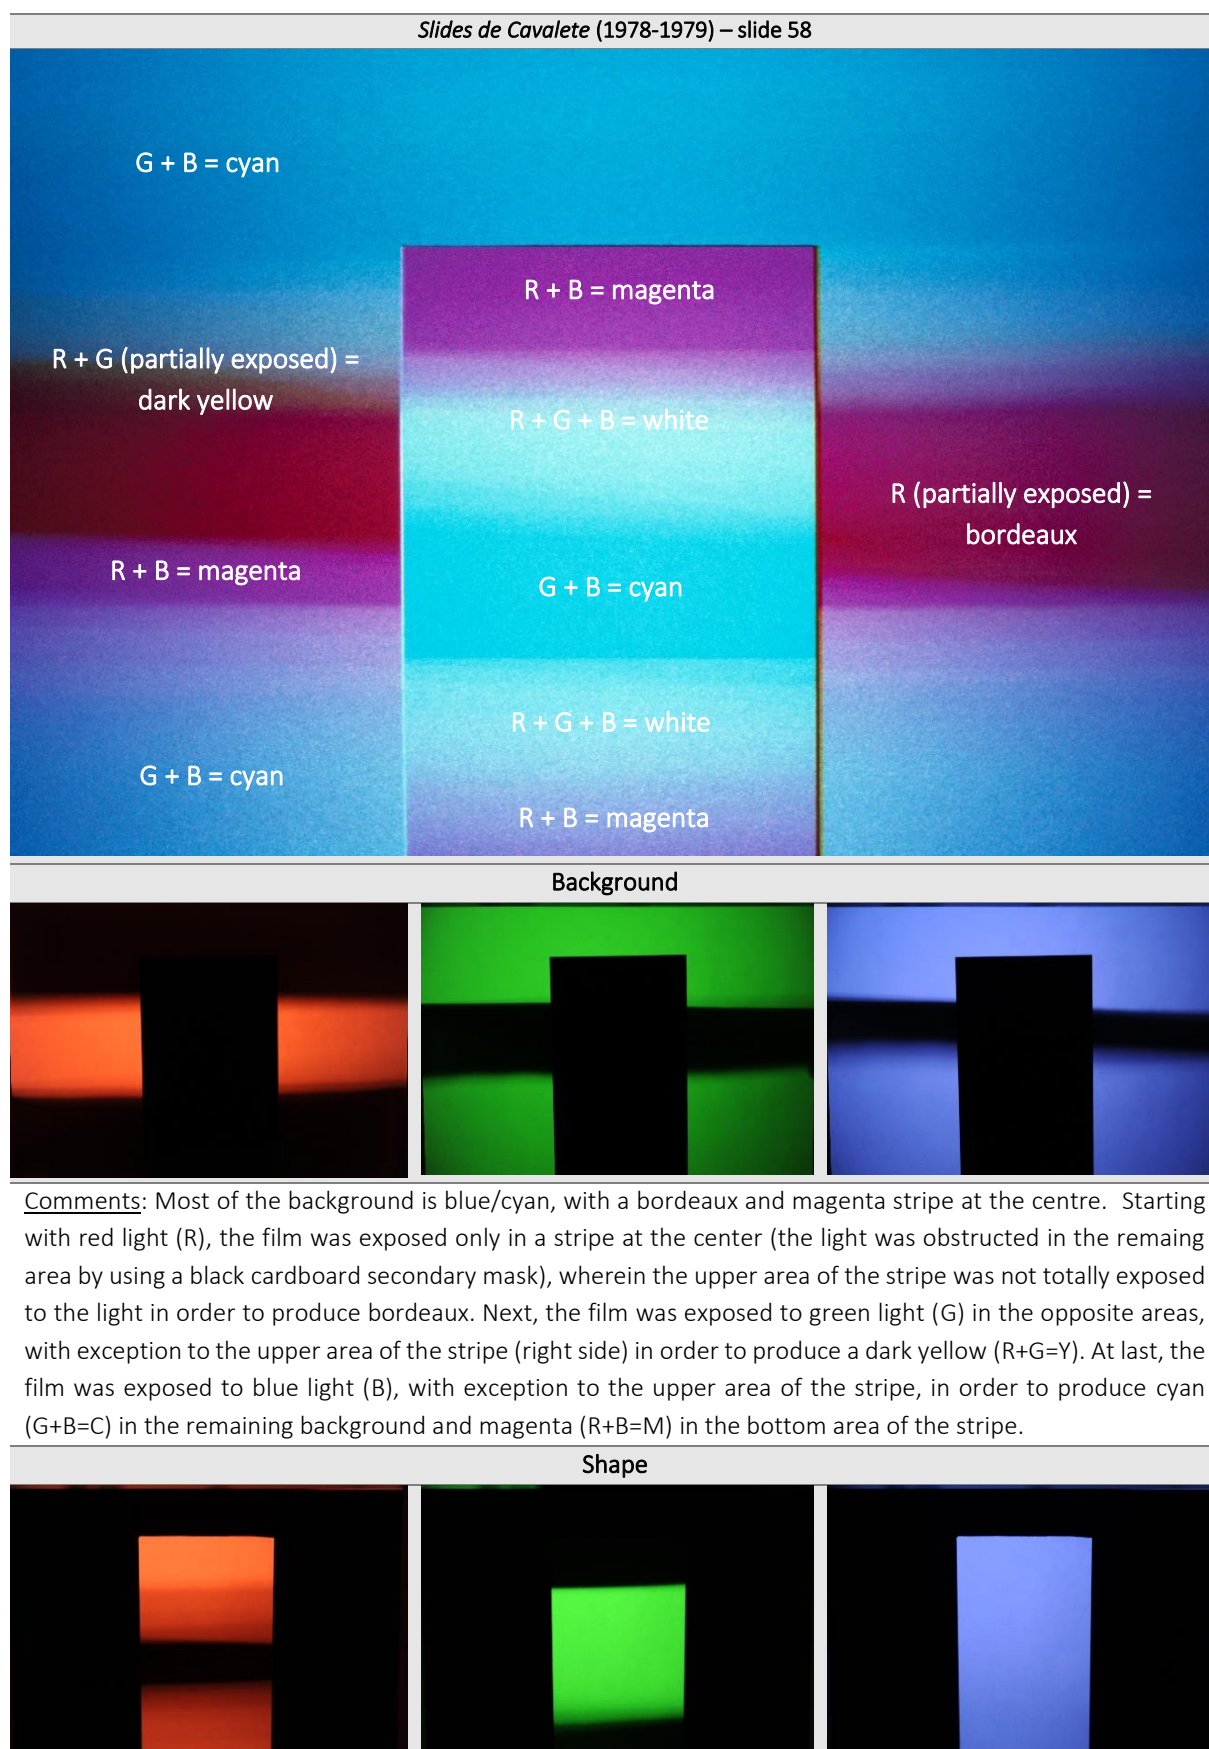 Slides de Cavalete (1978-1979) – slide 58
G + B = cyan
R + B = magenta
R + G (partially exposed) =
dark yellow
R + G + B = white
R (partially exposed) =
bordeaux
R + B = magenta
G + B = cyan
R + G + B = white
G + B = cyan
R + B = magenta
Background
Comments: Most of the background is blue/cyan, with a bordeaux and magenta stripe at the centre. Starting
with red light (R), the film was exposed only in a stripe at the center (the light was obstructed in the remaing
area by using a black cardboard secondary mask), wherein the upper area of the stripe was not totally exposed
to the light in order to produce bordeaux. Next, the film was exposed to green light (G) in the opposite areas,
with exception to the upper area of the stripe (right side) in order to produce a dark yellow (R+G=Y). At last, the
film was exposed to blue light (B), with exception to the upper area of the stripe, in order to produce cyan
(G+B=C) in the remaining background and magenta (R+B=M) in the bottom area of the stripe.
Shape